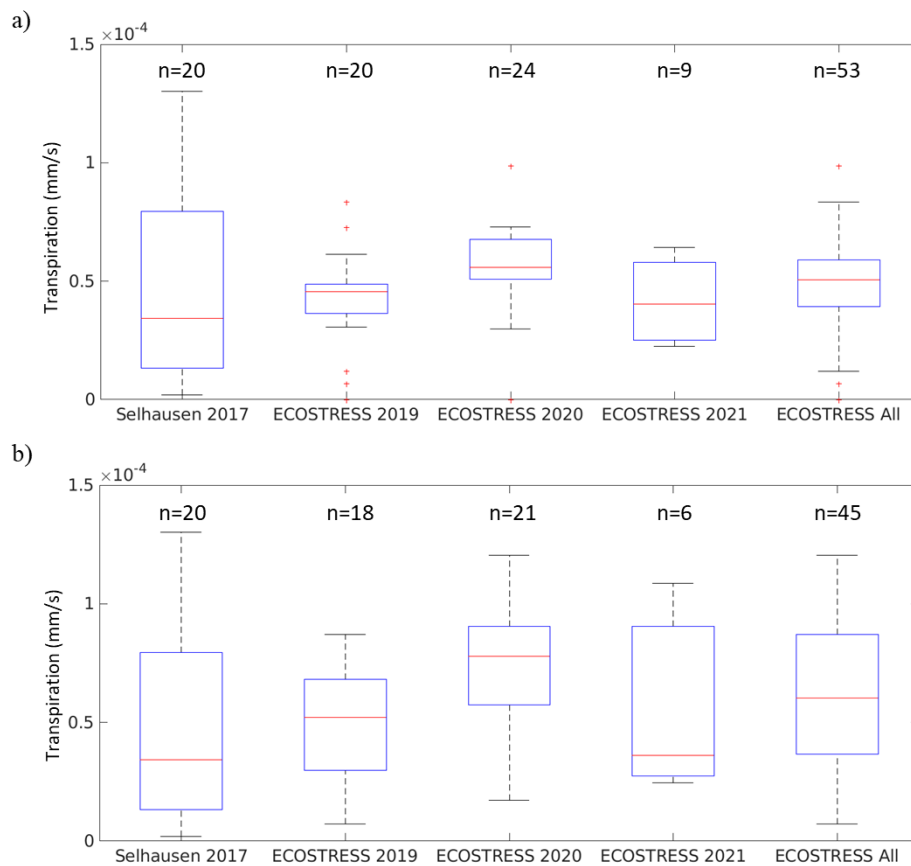 a)
×10⁻⁴
1.5
n=20 n=20 n=24 n=9 n=53
1
Transpiration (mm/s)
0.5
0
Selhausen 2017 ECOSTRESS 2019 ECOSTRESS 2020 ECOSTRESS 2021 ECOSTRESS All
b)
×10⁻⁴
1.5
n=20 n=18 n=21 n=6 n=45
1
Transpiration (mm/s)
0.5
0
Selhausen 2017 ECOSTRESS 2019 ECOSTRESS 2020 ECOSTRESS 2021 ECOSTRESS All